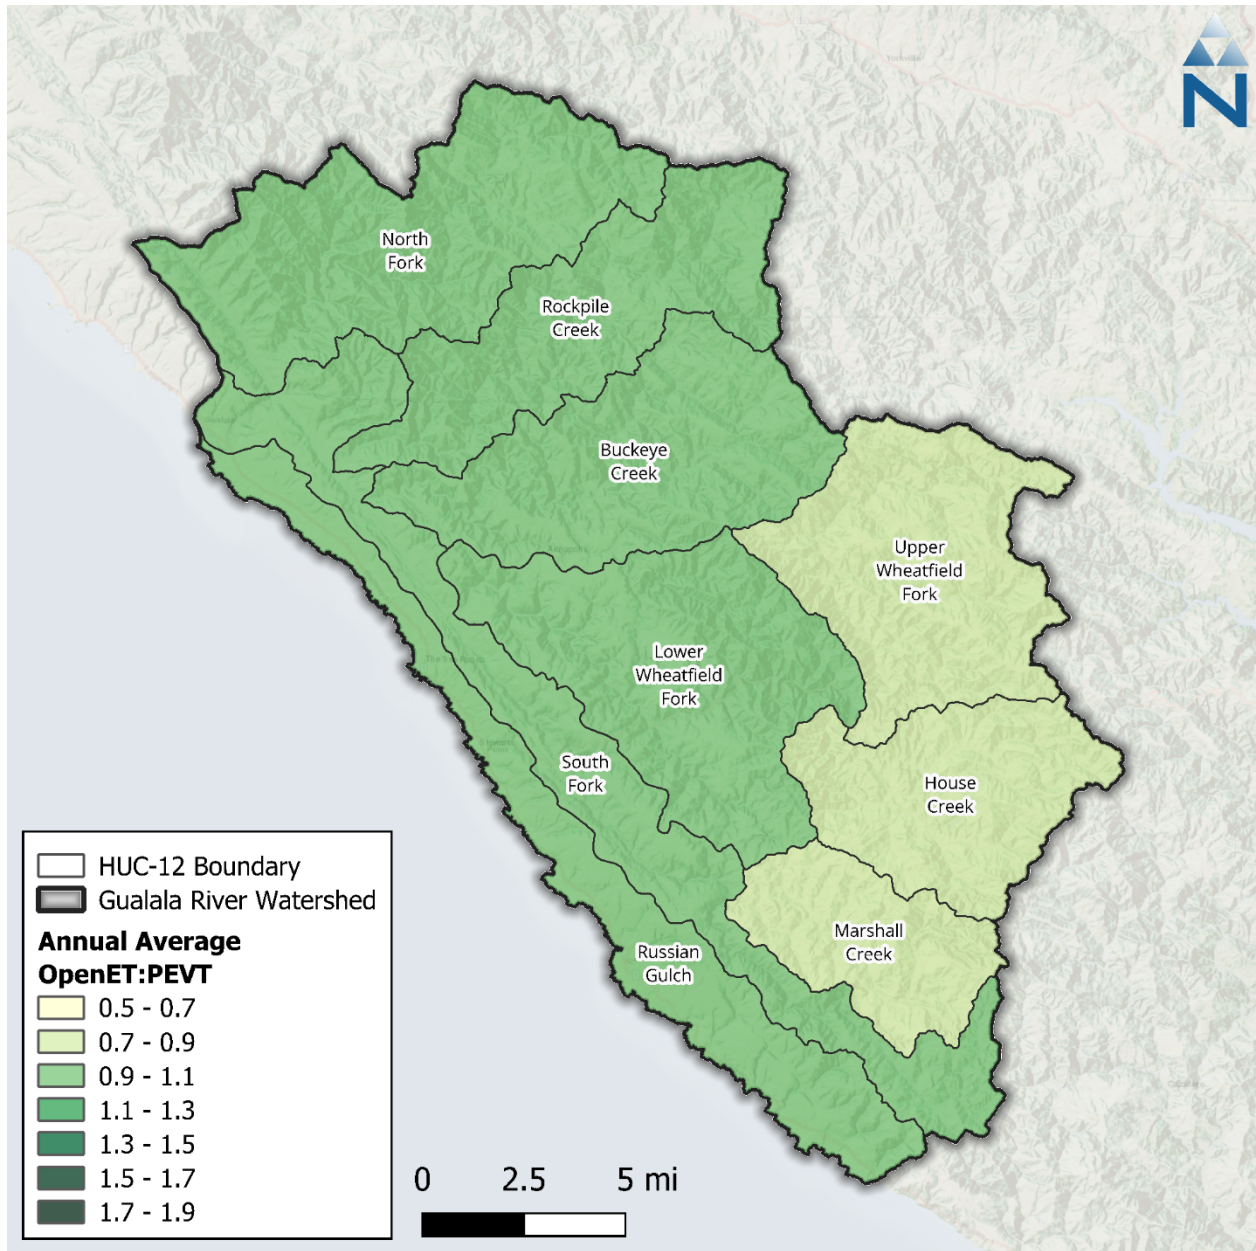 N
North
Fork
Rockpile
Creek
Buckeye
Creek
Upper
Wheatfield
Fork
Lower
Wheatfield
Fork
South
Fork
House
Creek
Marshall
Creek
Russian
Gulch
HUC-12 Boundary
Gualala River Watershed
Annual Average
OpenET:PEVT
0.5 - 0.7
0.7 - 0.9
0.9 - 1.1
1.1 - 1.3
1.3 - 1.5
1.5 - 1.7
1.7 - 1.9
0 2.5 5 mi